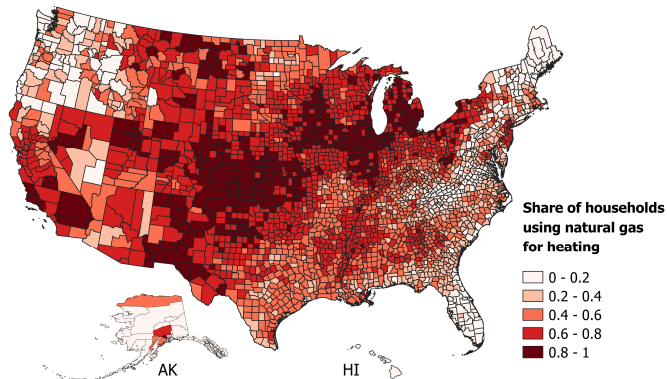 Share of households
using natural gas
for heating
0 - 0.2
0.2 - 0.4
0.4 - 0.6
0.6 - 0.8
0.8 - 1
AK
HI